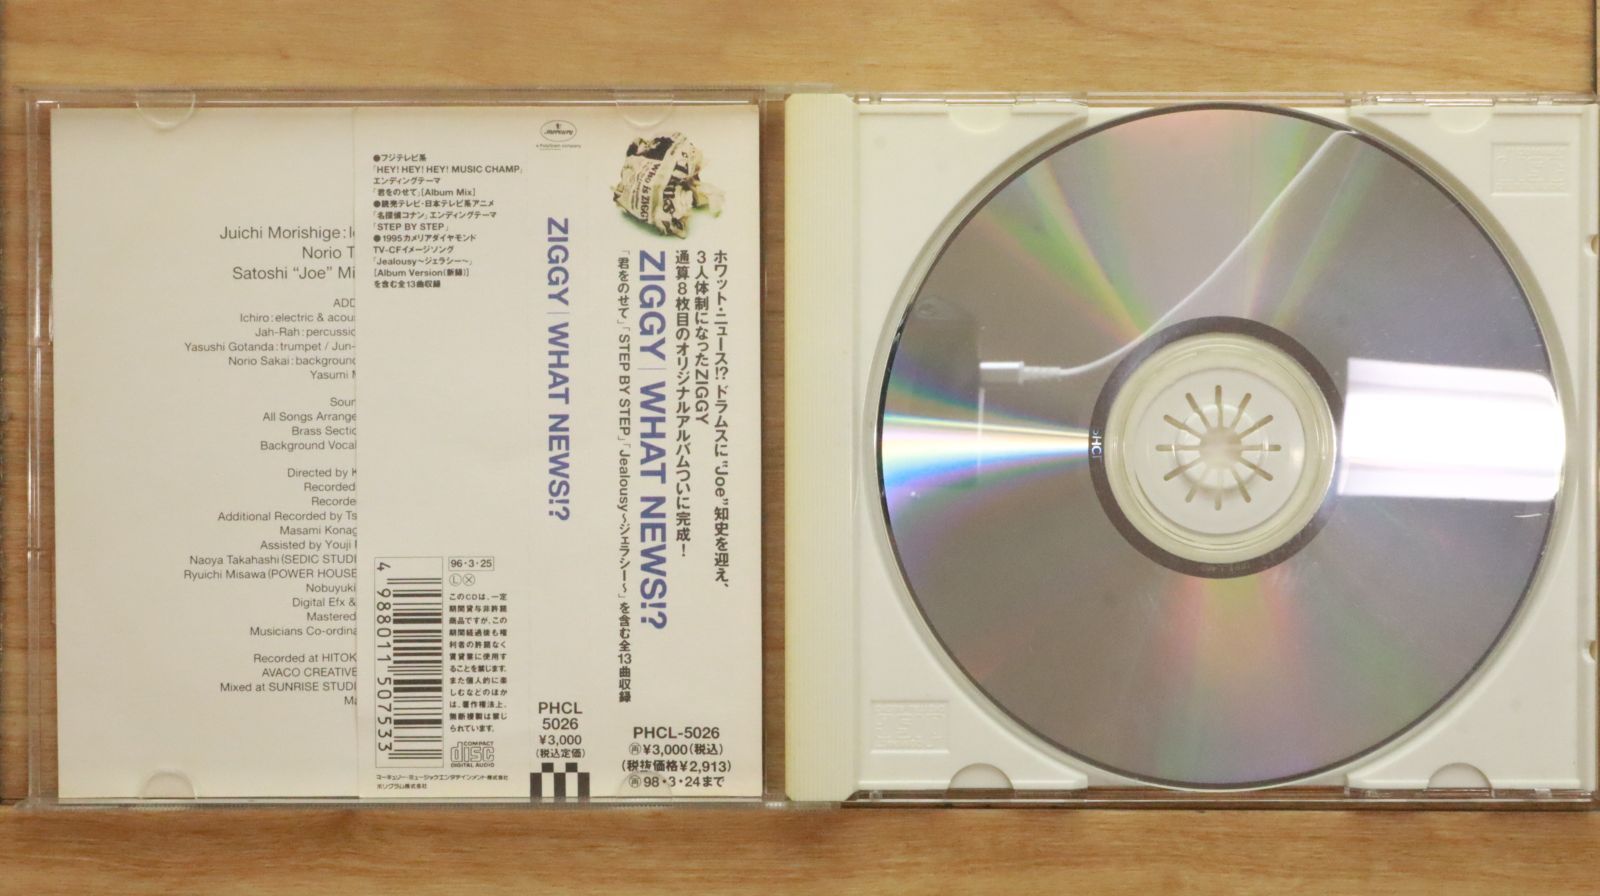 Juichi Morishige:
Norio T
Satoshi "Joe" Mi
ADD
Ichiro: electric & acou
Jah-Rah: percussic
Yasushi Gotanda: trumpet / Jun-
Norio Sakai: background
Yasumi
Soun
All Songs Arrange
Brass Sectic
Background Vocal
Directed by K
Recorded
Recorde
Additional Recorded by Ts
Masami Konag
Assisted by Youji
Naoya Takahashi (SEDIC STUDI
Ryuichi Misawa (POWER HOUSE
Nobuyuki
Digital Efx &
Mastered
Musicians Co-ordina
Recorded at HITOK
AVACO CREATIVE
Mixed at SUNRISE STUDI
Ma
●フジテレビ系
「HEY! HEY! HEY! MUSIC CHAMP」
エンディングテーマ
「君をのせて」[Album Mix]
●読売テレビ・日本テレビ系アニメ
「名探偵コナン」エンディングテーマ
「STEP BY STEP」
●1995カメリアダイヤモンド
TV-CFイメージソング
「Jealousy〜ジェラシー〜」
[Album Version(新録)]
を含む全13曲収録
96・3・25
Ⓛ
このCDは、一定
期間貸与非許諾
商品ですが、この
期間経過後も権
利者の許諾なく
賃貸業に使用す
ることを禁じます。
また個人的に楽
しむなどのほか
は、著作権法上、
無断複製は禁じ
られています。
4 988011 507533
COMPACT
disc
DIGITAL AUDIO
マーキュリー・ミュージックエンタテインメント株式会社
ポリグラム株式会社
mercury
a PolyGram company
ZIGGY | WHAT NEWS!?
PHCL
5026
¥3,000
(税込定価)
Who is ZIGGY
ホワット・ニュース!? ドラムスに“Joe”知史を迎え、
3人体制になったZIGGY
通算8枚目のオリジナルアルバムついに完成!
ZIGGY | WHAT NEWS!?
「君をのせて」「STEP BY STEP」「Jealousy〜ジェラシー〜」を含む全13曲収録
PHCL-5026
㊢¥3,000(税込)
(税抜価格¥2,913)
㊢98・3・24まで
PHCL